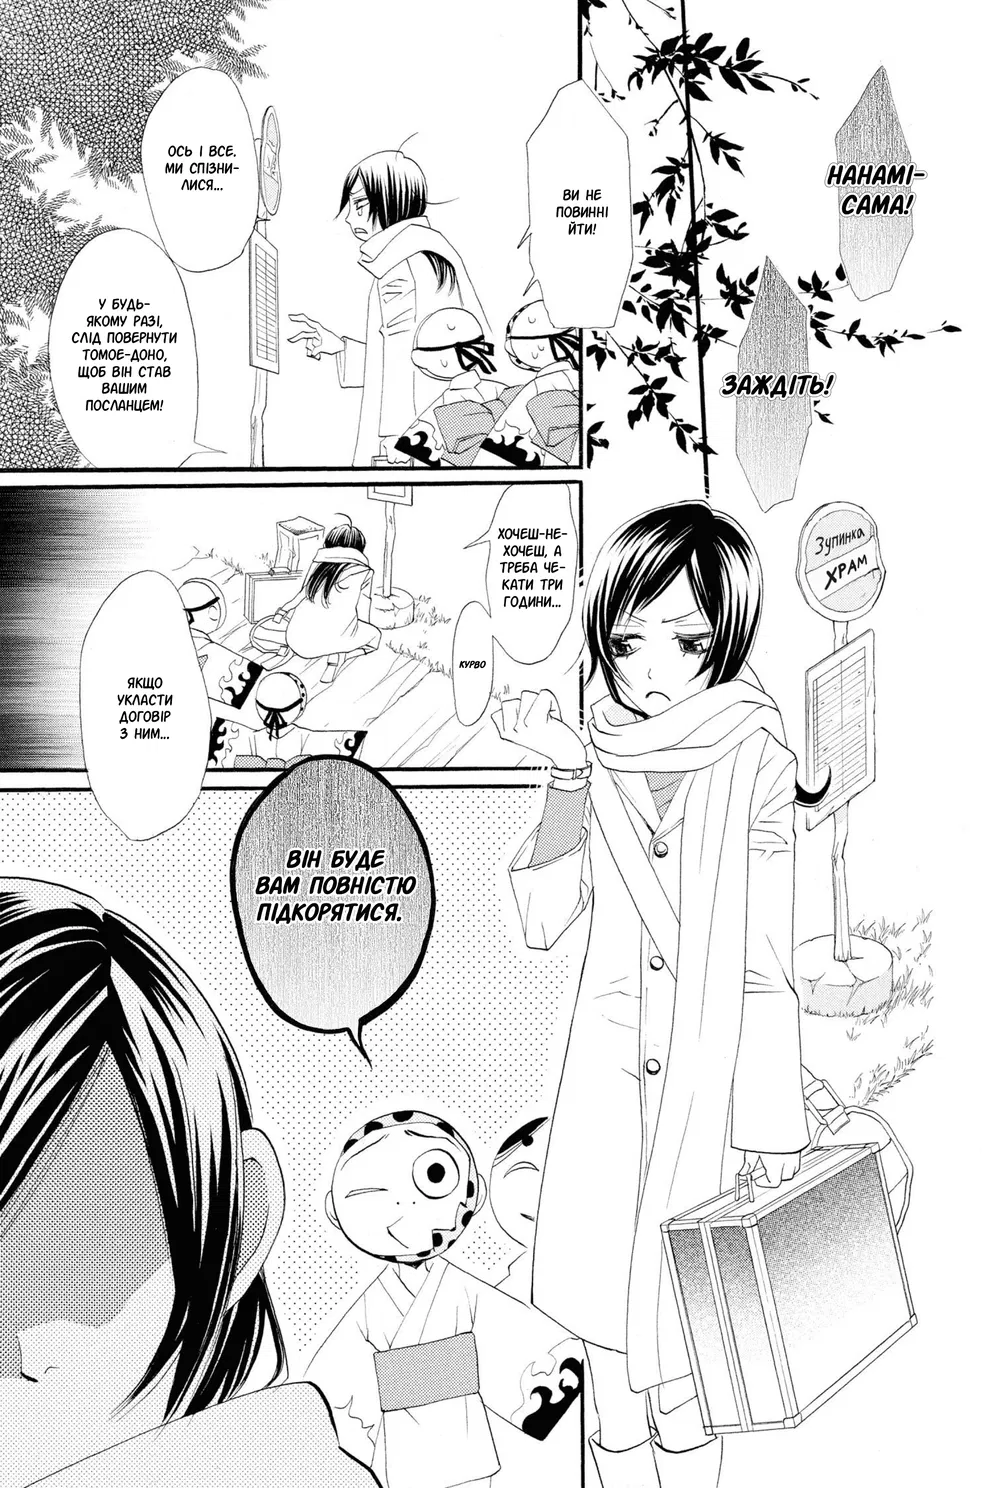 НАНАМІ-
САМА!
ЗАЖДІТЬ!
ВИ НЕ
ПОВИННІ
ЙТИ!
ОСЬ І ВСЕ.
МИ СПІЗНИ-
ЛИСЯ...
У БУДЬ-
ЯКОМУ РАЗІ,
СЛІД ПОВЕРНУТИ
ТОМОЕ-ДОНО,
ЩОБ ВІН СТАВ
ВАШИМ
ПОСЛАНЦЕМ!
Зупинка
ХРАМ
ХОЧЕШ-НЕ-
ХОЧЕШ, А
ТРЕБА ЧЕ-
КАТИ ТРИ
ГОДИНИ...
КУРВО
ЯКЩО
УКЛАСТИ
ДОГОВІР
З НИМ...
ВІН БУДЕ
ВАМ ПОВНІСТЮ
ПІДКОРЯТИСЯ.